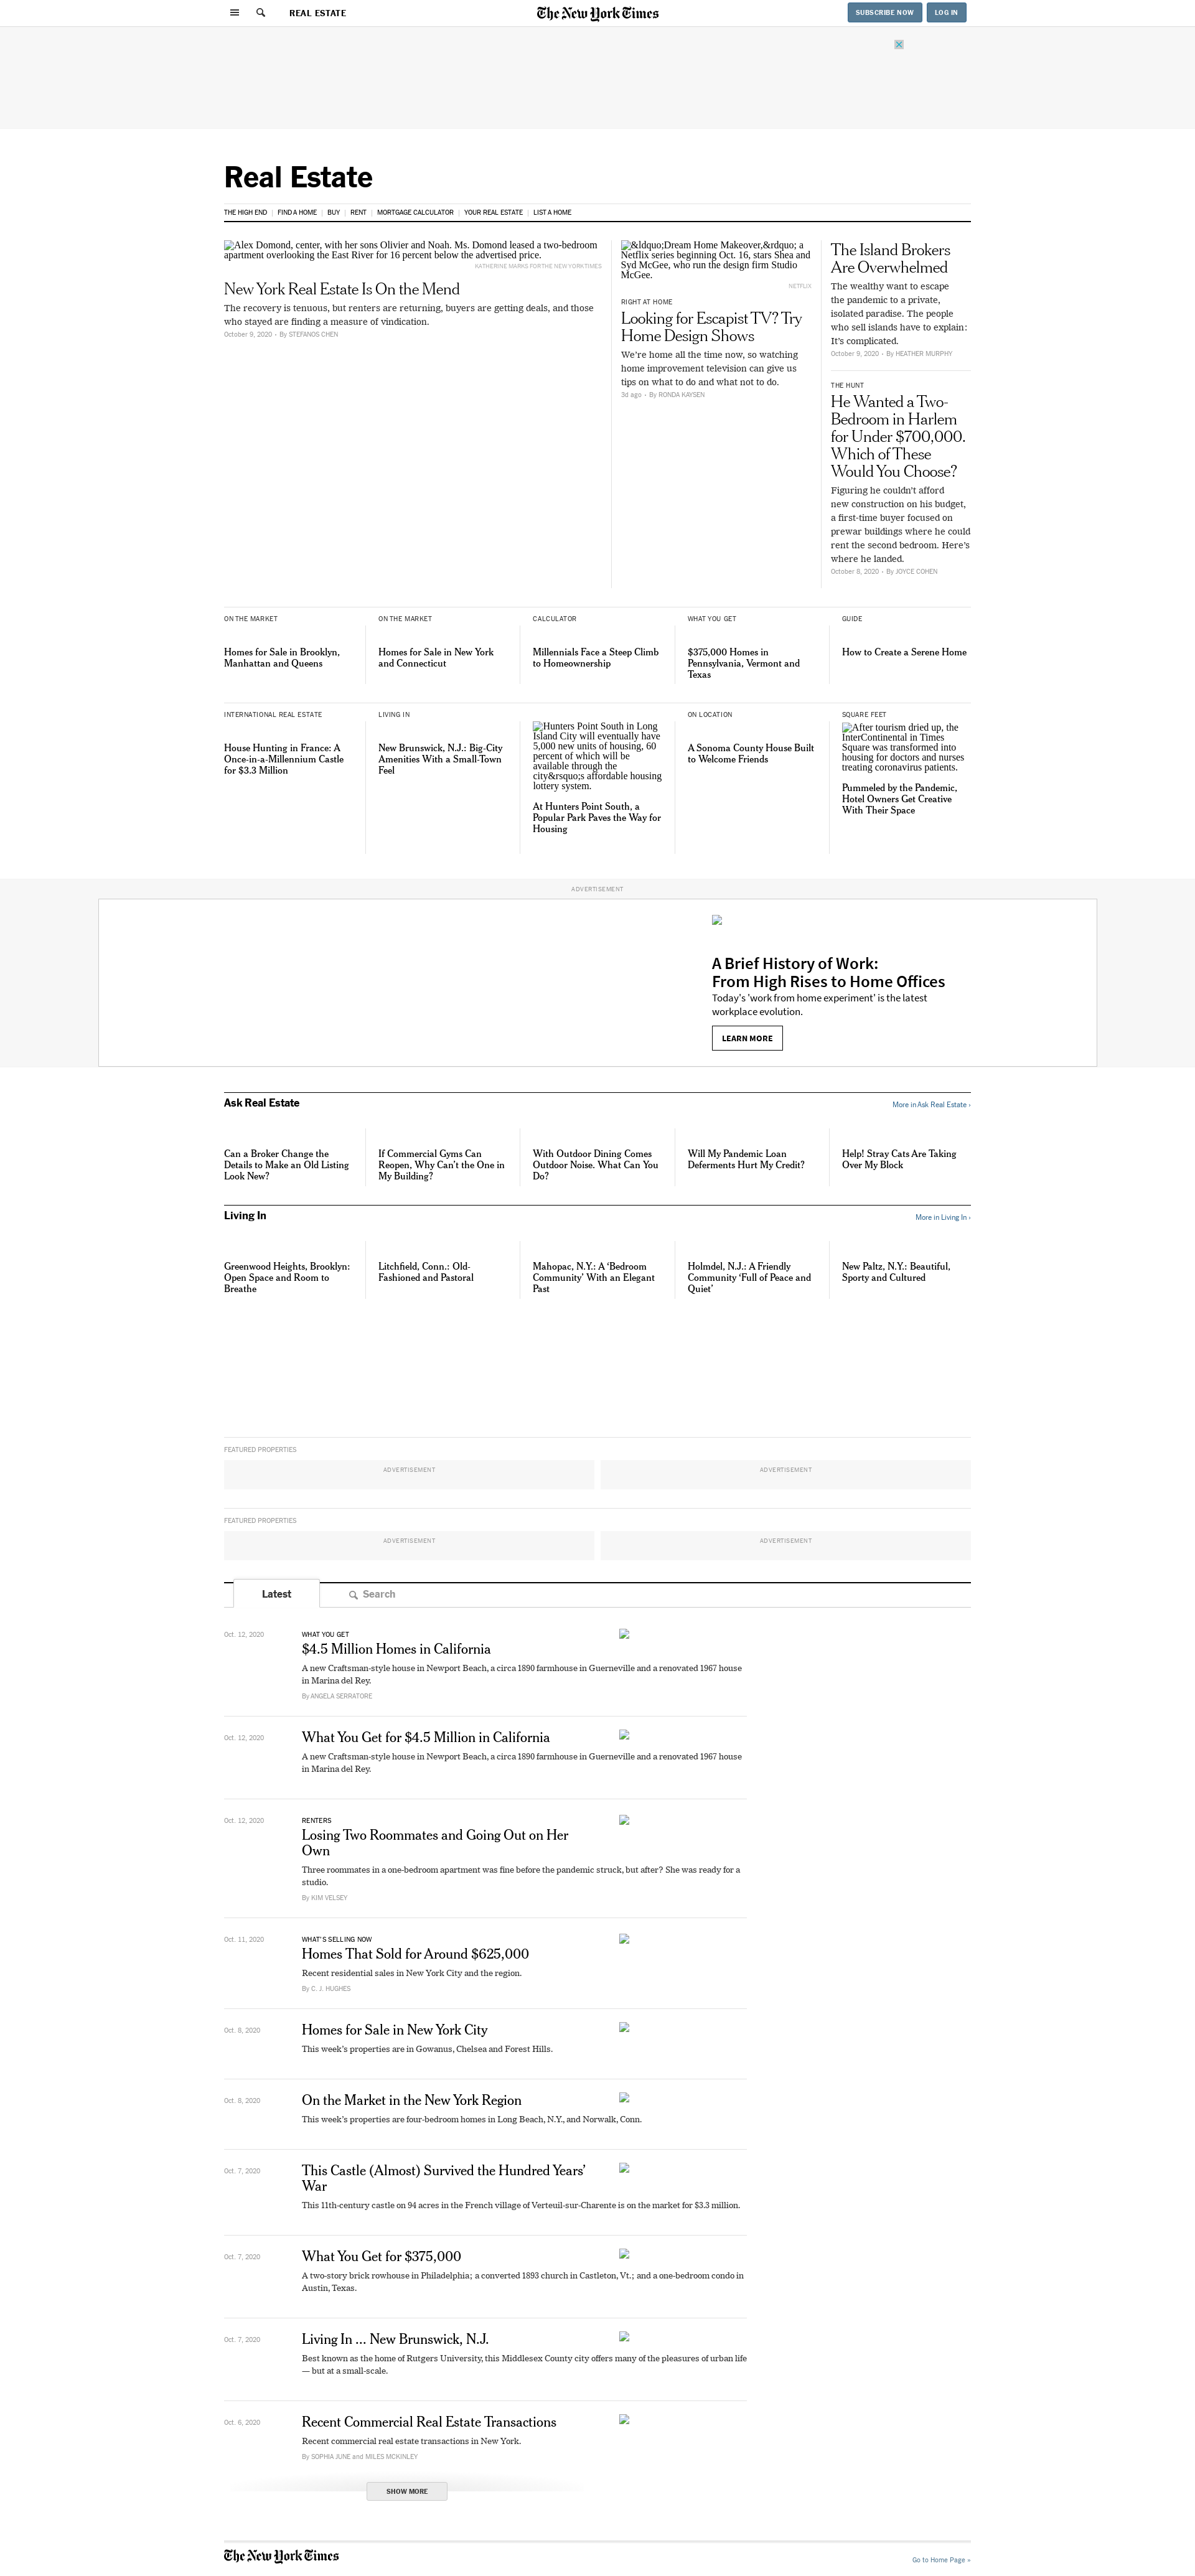 REAL ESTATE
The New York Times
SUBSCRIBE NOW
LOG IN
Real Estate
THE HIGH END
FIND A HOME
BUY
RENT
MORTGAGE CALCULATOR
YOUR REAL ESTATE
LIST A HOME
Alex Domond, center, with her sons Olivier and Noah. Ms. Domond leased a two-bedroom
apartment overlooking the East River for 16 percent below the advertised price.
KATHERINE MARKS FOR THE NEW YORK TIMES
New York Real Estate Is On the Mend
The recovery is tenuous, but renters are returning, buyers are getting deals, and those
who stayed are finding a measure of vindication.
October 9, 2020 • By STEFANOS CHEN
&ldquo;Dream Home Makeover,&rdquo; a
Netflix series beginning Oct. 16, stars Shea and
Syd McGee, who run the design firm Studio
McGee.
NETFLIX
RIGHT AT HOME
Looking for Escapist TV? Try
Home Design Shows
We're home all the time now, so watching
home improvement television can give us
tips on what to do and what not to do.
3d ago • By RONDA KAYSEN
The Island Brokers
Are Overwhelmed
The wealthy want to escape
the pandemic to a private,
isolated paradise. The people
who sell islands have to explain:
It's complicated.
October 9, 2020 • By HEATHER MURPHY
THE HUNT
He Wanted a Two-
Bedroom in Harlem
for Under $700,000.
Which of These
Would You Choose?
Figuring he couldn't afford
new construction on his budget,
a first-time buyer focused on
prewar buildings where he could
rent the second bedroom. Here's
where he landed.
October 8, 2020 • By JOYCE COHEN
ON THE MARKET
Homes for Sale in Brooklyn,
Manhattan and Queens
ON THE MARKET
Homes for Sale in New York
and Connecticut
CALCULATOR
Millennials Face a Steep Climb
to Homeownership
WHAT YOU GET
$375,000 Homes in
Pennsylvania, Vermont and
Texas
GUIDE
How to Create a Serene Home
INTERNATIONAL REAL ESTATE
House Hunting in France: A
Once-in-a-Millennium Castle
for $3.3 Million
LIVING IN
New Brunswick, N.J.: Big-City
Amenities With a Small-Town
Feel
Hunters Point South in Long
Island City will eventually have
5,000 new units of housing, 60
percent of which will be
available through the
city&rsquo;s affordable housing
lottery system.
At Hunters Point South, a
Popular Park Paves the Way for
Housing
ON LOCATION
A Sonoma County House Built
to Welcome Friends
SQUARE FEET
After tourism dried up, the
InterContinental in Times
Square was transformed into
housing for doctors and nurses
treating coronavirus patients.
Pummeled by the Pandemic,
Hotel Owners Get Creative
With Their Space
ADVERTISEMENT
A Brief History of Work:
From High Rises to Home Offices
Today's 'work from home experiment' is the latest
workplace evolution.
LEARN MORE
Ask Real Estate
More in Ask Real Estate ›
Can a Broker Change the
Details to Make an Old Listing
Look New?
If Commercial Gyms Can
Reopen, Why Can't the One in
My Building?
With Outdoor Dining Comes
Outdoor Noise. What Can You
Do?
Will My Pandemic Loan
Deferments Hurt My Credit?
Help! Stray Cats Are Taking
Over My Block
Living In
More in Living In ›
Greenwood Heights, Brooklyn:
Open Space and Room to
Breathe
Litchfield, Conn.: Old-
Fashioned and Pastoral
Mahopac, N.Y.: A ‘Bedroom
Community’ With an Elegant
Past
Holmdel, N.J.: A Friendly
Community ‘Full of Peace and
Quiet’
New Paltz, N.Y.: Beautiful,
Sporty and Cultured
FEATURED PROPERTIES
ADVERTISEMENT
ADVERTISEMENT
FEATURED PROPERTIES
ADVERTISEMENT
ADVERTISEMENT
Latest
Search
Oct. 12, 2020
WHAT YOU GET
$4.5 Million Homes in California
A new Craftsman-style house in Newport Beach, a circa 1890 farmhouse in Guerneville and a renovated 1967 house
in Marina del Rey.
By ANGELA SERRATORE
Oct. 12, 2020
What You Get for $4.5 Million in California
A new Craftsman-style house in Newport Beach, a circa 1890 farmhouse in Guerneville and a renovated 1967 house
in Marina del Rey.
Oct. 12, 2020
RENTERS
Losing Two Roommates and Going Out on Her
Own
Three roommates in a one-bedroom apartment was fine before the pandemic struck, but after? She was ready for a
studio.
By KIM VELSEY
Oct. 11, 2020
WHAT'S SELLING NOW
Homes That Sold for Around $625,000
Recent residential sales in New York City and the region.
By C. J. HUGHES
Oct. 8, 2020
Homes for Sale in New York City
This week's properties are in Gowanus, Chelsea and Forest Hills.
Oct. 8, 2020
On the Market in the New York Region
This week's properties are four-bedroom homes in Long Beach, N.Y., and Norwalk, Conn.
Oct. 7, 2020
This Castle (Almost) Survived the Hundred Years’
War
This 11th-century castle on 94 acres in the French village of Verteuil-sur-Charente is on the market for $3.3 million.
Oct. 7, 2020
What You Get for $375,000
A two-story brick rowhouse in Philadelphia; a converted 1893 church in Castleton, Vt.; and a one-bedroom condo in
Austin, Texas.
Oct. 7, 2020
Living In ... New Brunswick, N.J.
Best known as the home of Rutgers University, this Middlesex County city offers many of the pleasures of urban life
— but at a small-scale.
Oct. 6, 2020
Recent Commercial Real Estate Transactions
Recent commercial real estate transactions in New York.
By SOPHIA JUNE and MILES MCKINLEY
SHOW MORE
The New York Times
Go to Home Page »